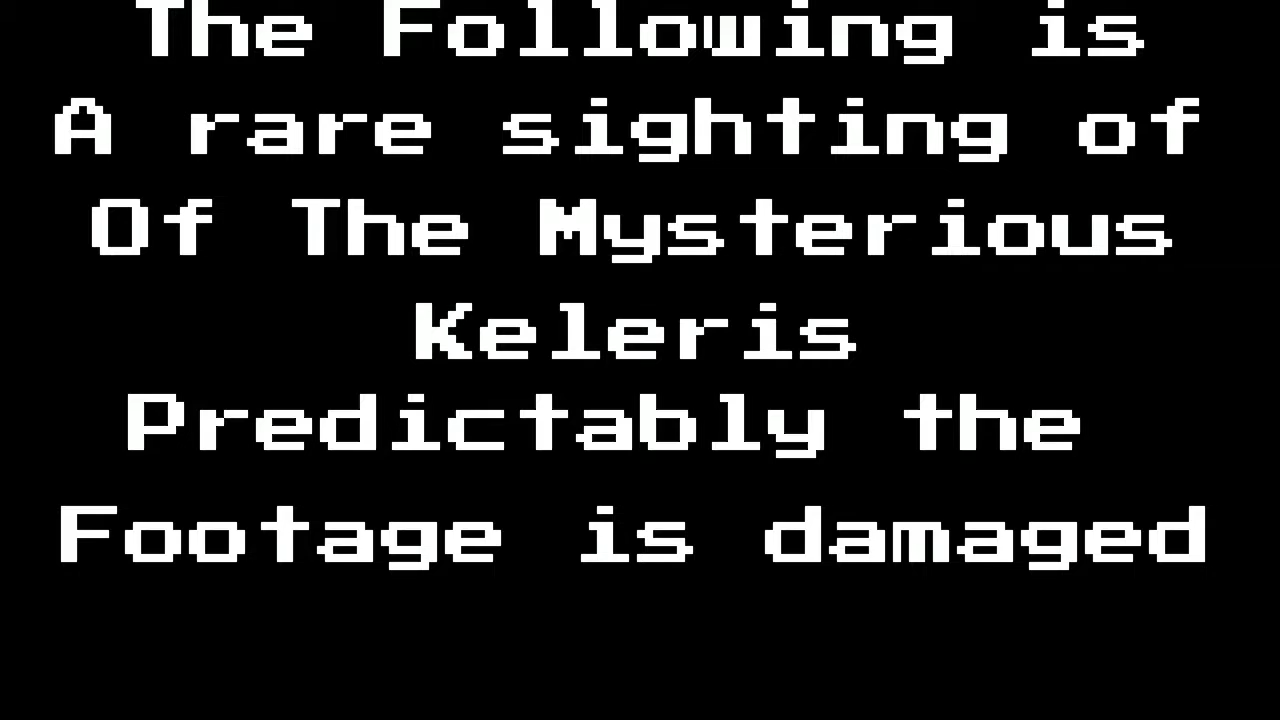 The Following is
A rare sighting of
Of The Mysterious
Keleris
Predictably the
Footage is damaged